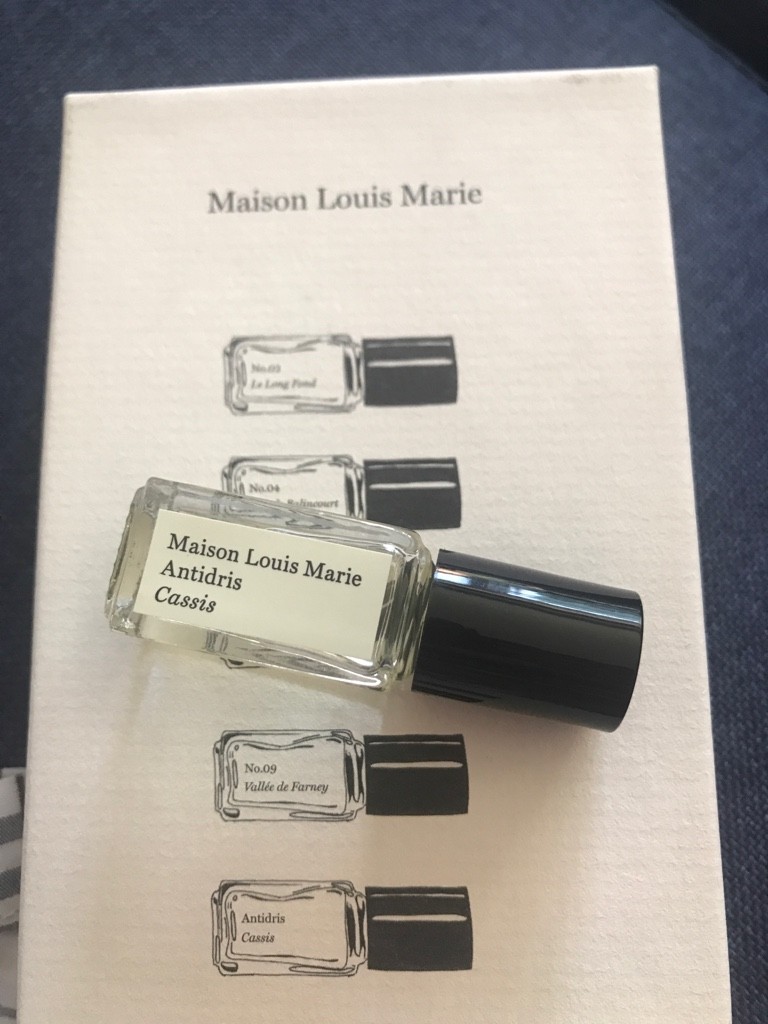 Maison Louis Marie
No.02
Le Long Fond
No.04
Balincourt
Maison Louis Marie
Antidris
Cassis
No.09
Vallée de Farney
Antidris
Cassis